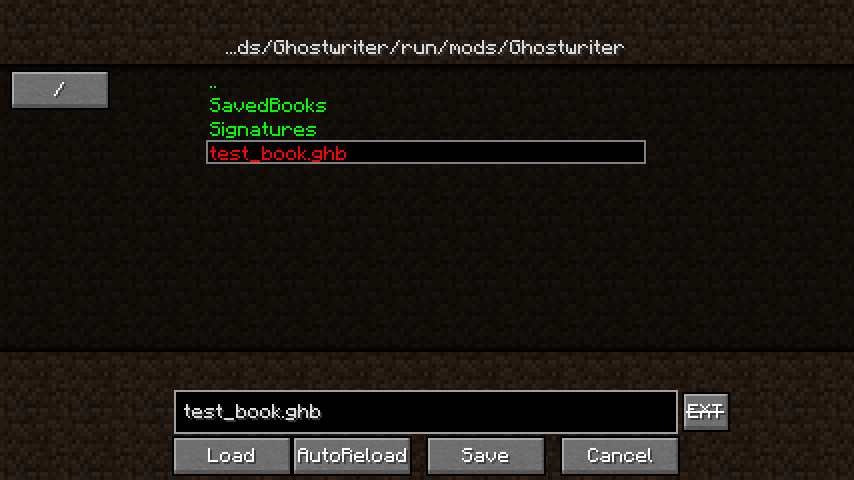 ...ds/Ghostwriter/run/mods/Ghostwriter
/
..
SavedBooks
Signatures
test_book.ghb
test_book.ghb
EXT
Load AutoReload Save Cancel